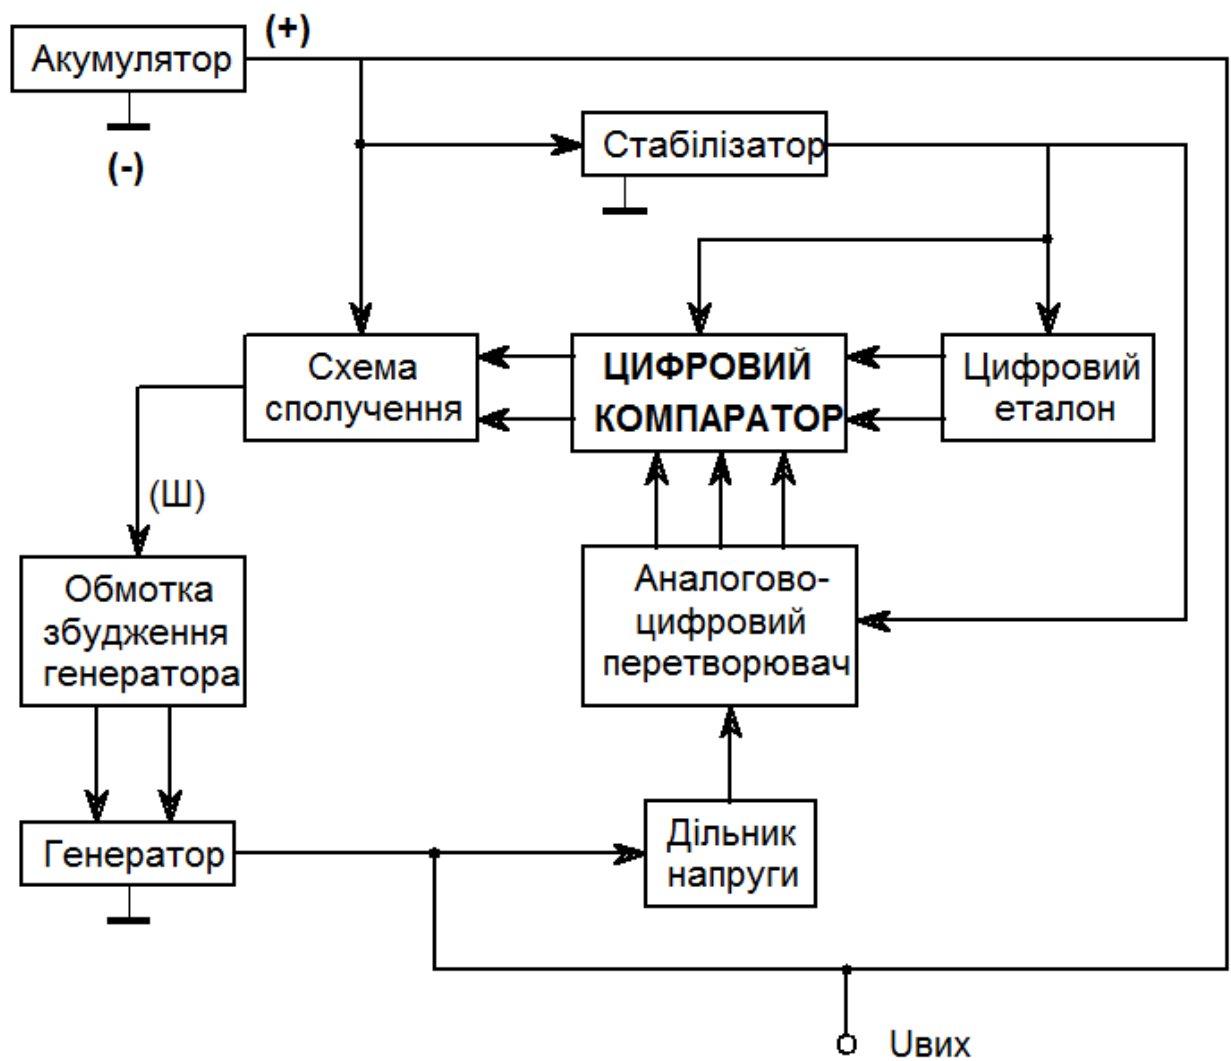 (+)
Акумулятор
(-)
Стабілізатор
Схема
сполучення
ЦИФРОВИЙ
КОМПАРАТОР
Цифровий
еталон
(Ш)
Обмотка
збудження
генератора
Аналогово-
цифровий
перетворювач
Генератор
Дільник
напруги
Uвих